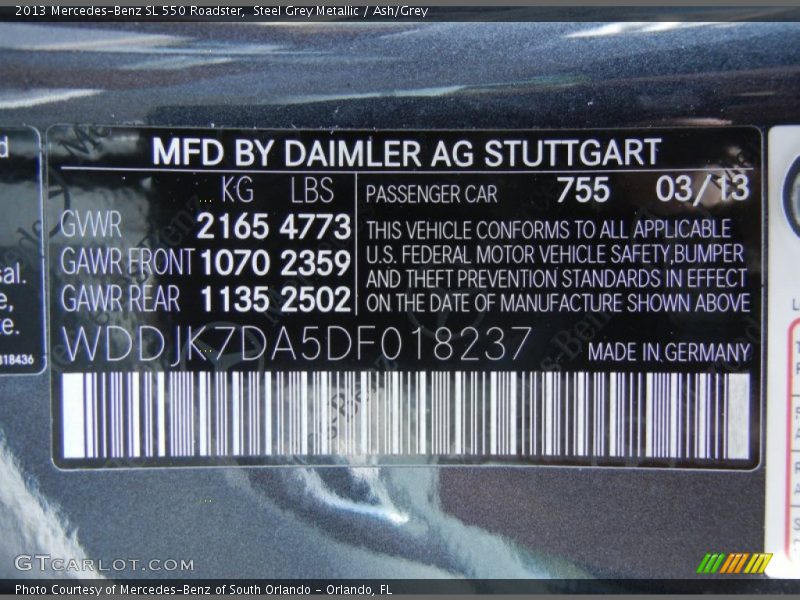 2013 Mercedes-Benz SL 550 Roadster, Steel Grey Metallic / Ash/Grey
MFD BY DAIMLER AG STUTTGART
KG LBS PASSENGER CAR 755 03/13
GVWR 2165 4773
GAWR FRONT 1070 2359
GAWR REAR 1135 2502
THIS VEHICLE CONFORMS TO ALL APPLICABLE
U.S. FEDERAL MOTOR VEHICLE SAFETY,BUMPER
AND THEFT PREVENTION STANDARDS IN EFFECT
ON THE DATE OF MANUFACTURE SHOWN ABOVE
WDDJK7DA5DF018237 MADE IN GERMANY
318436
GTCARLOT.COM
Photo Courtesy of Mercedes-Benz of South Orlando - Orlando, FL